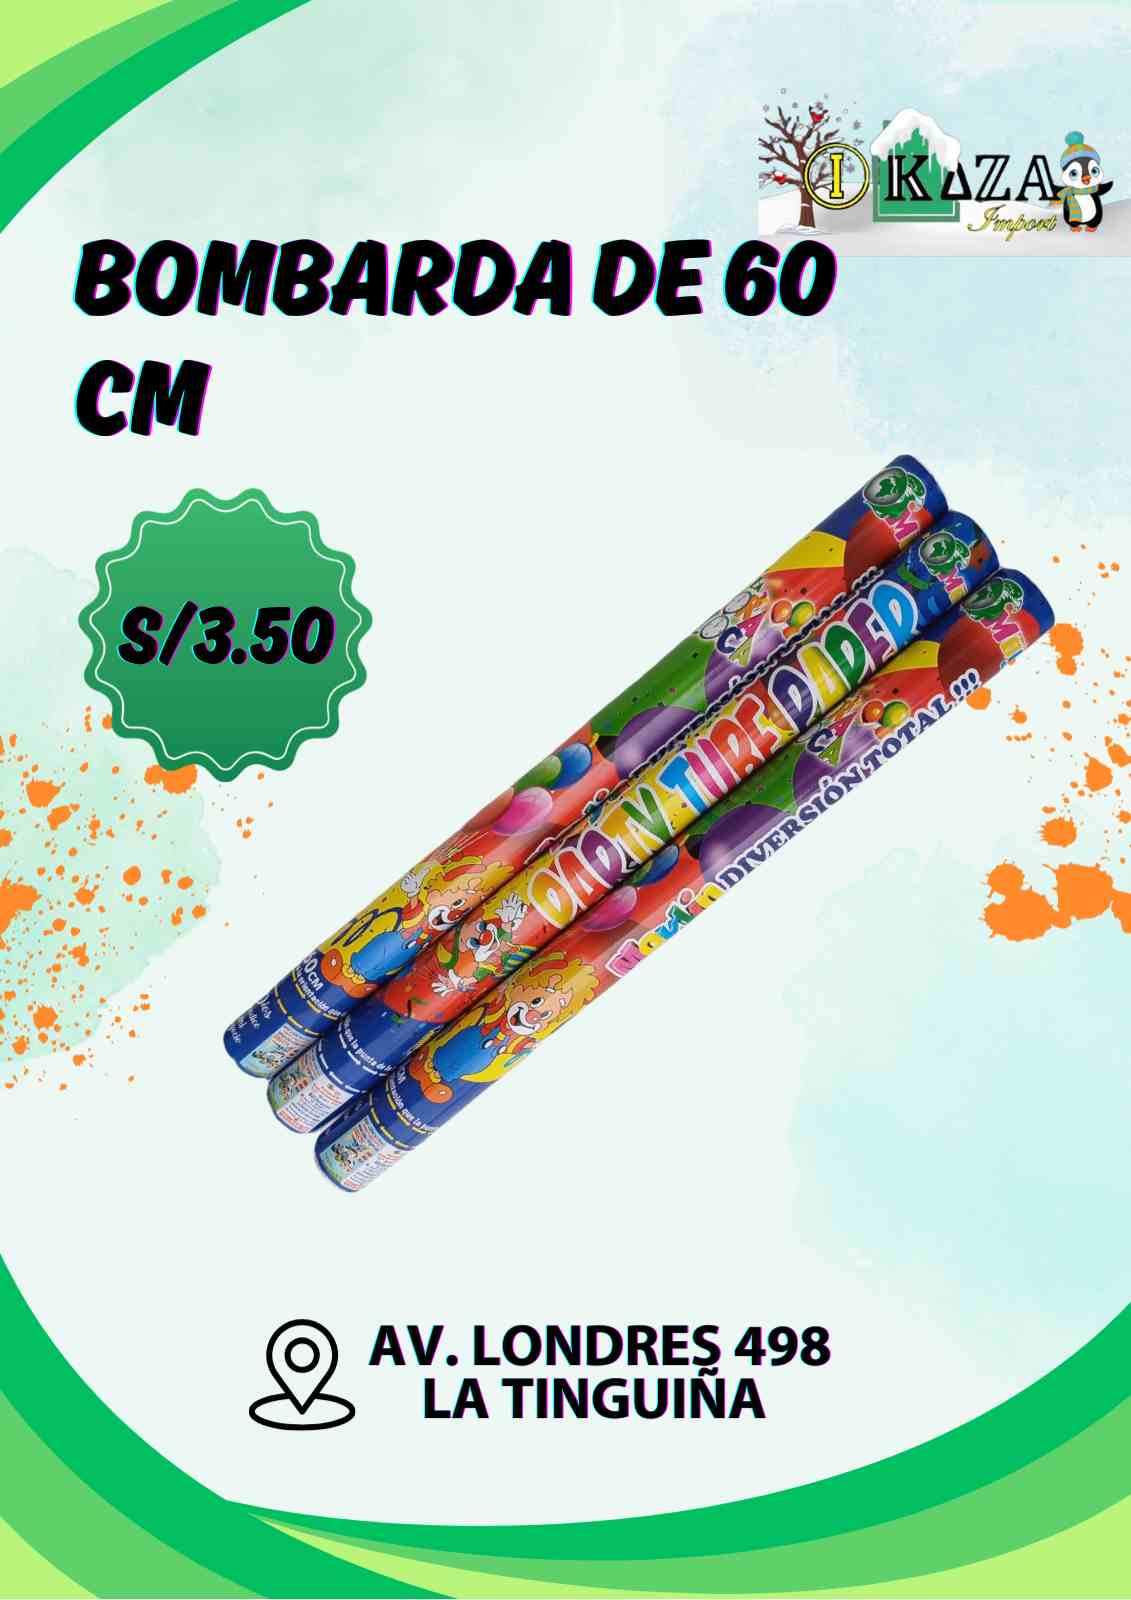 I KAZA
Import
BOMBARDA DE 60
CM
S/3.50
PARTY TUBE PAPER
DIVERSIÓN TOTAL!!!
AV. LONDRES 498
LA TINGUIÑA